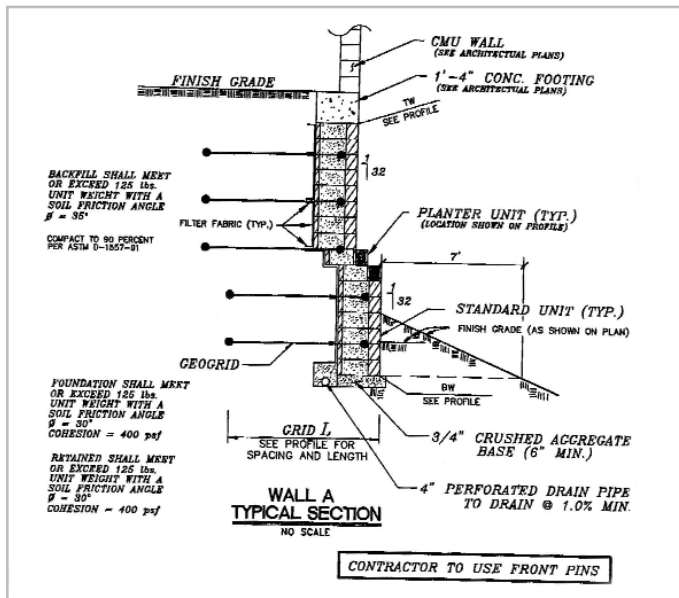 CMU WALL
(SEE ARCHITECTURAL PLANS)
FINISH GRADE
1'-4" CONC. FOOTING
(SEE ARCHITECTURAL PLANS)
TW
SEE PROFILE
1
32
BACKFILL SHALL MEET
OR EXCEED 125 lbs.
UNIT WEIGHT WITH A
SOIL FRICTION ANGLE
Ø = 35°
FILTER FABRIC (TYP.)
COMPACT TO 90 PERCENT
PER ASTM D-1557-91
PLANTER UNIT (TYP.)
(LOCATION SHOWN ON PROFILE)
7'
1
32
STANDARD UNIT (TYP.)
FINISH GRADE (AS SHOWN ON PLAN)
GEOGRID
BW
SEE PROFILE
FOUNDATION SHALL MEET
OR EXCEED 125 lbs.
UNIT WEIGHT WITH A
SOIL FRICTION ANGLE
Ø = 30°
COHESION = 400 psf
GRID L
SEE PROFILE FOR
SPACING AND LENGTH
3/4" CRUSHED AGGREGATE
BASE (6" MIN.)
RETAINED SHALL MEET
OR EXCEED 125 lbs.
UNIT WEIGHT WITH A
SOIL FRICTION ANGLE
Ø = 30°
COHESION = 400 psf
4" PERFORATED DRAIN PIPE
TO DRAIN @ 1.0% MIN.
WALL A
TYPICAL SECTION
NO SCALE
CONTRACTOR TO USE FRONT PINS